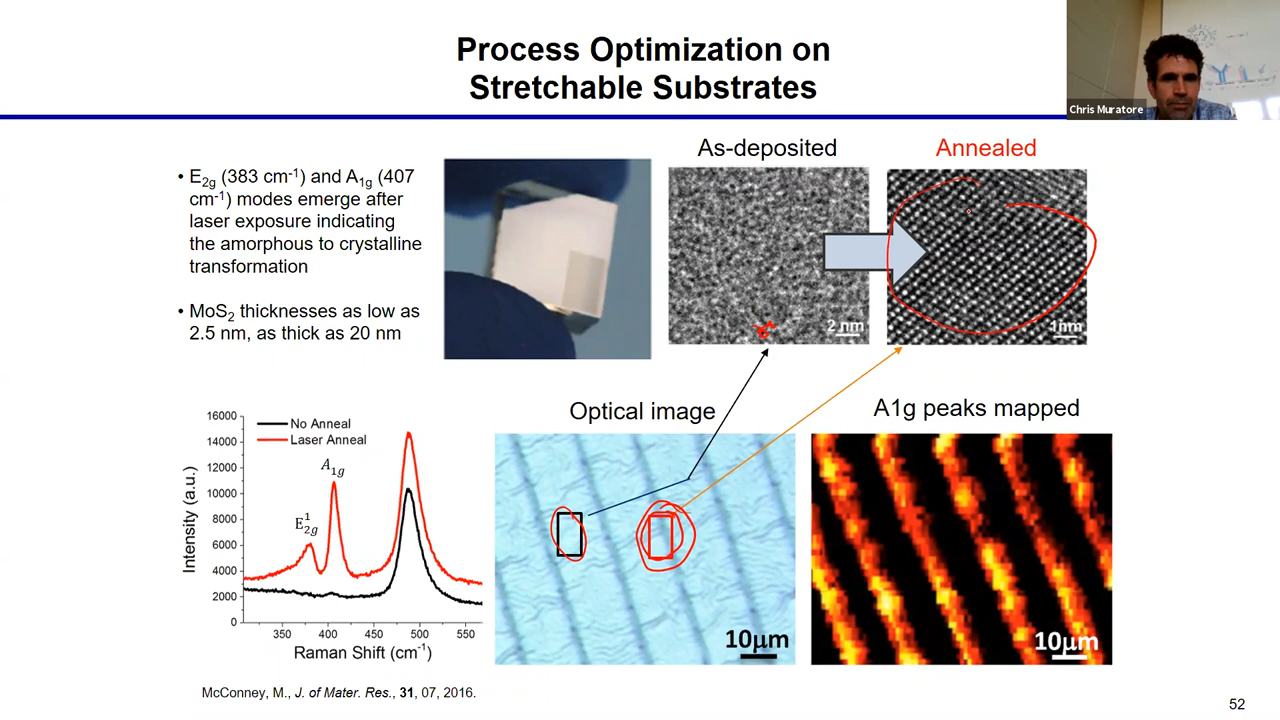 Process Optimization on
Stretchable Substrates
Chris Muratore
• E2g (383 cm-1) and A1g (407
cm-1) modes emerge after
laser exposure indicating
the amorphous to crystalline
transformation
• MoS2 thicknesses as low as
2.5 nm, as thick as 20 nm
As-deposited
Annealed
2 nm
1nm
Optical image
A1g peaks mapped
10µm
10µm
16000
14000
12000
10000
8000
6000
4000
2000
0
Intensity (a.u.)
No Anneal
Laser Anneal
A1g
E12g
350
400
450
500
550
Raman Shift (cm-1)
McConney, M., J. of Mater. Res., 31, 07, 2016.
52